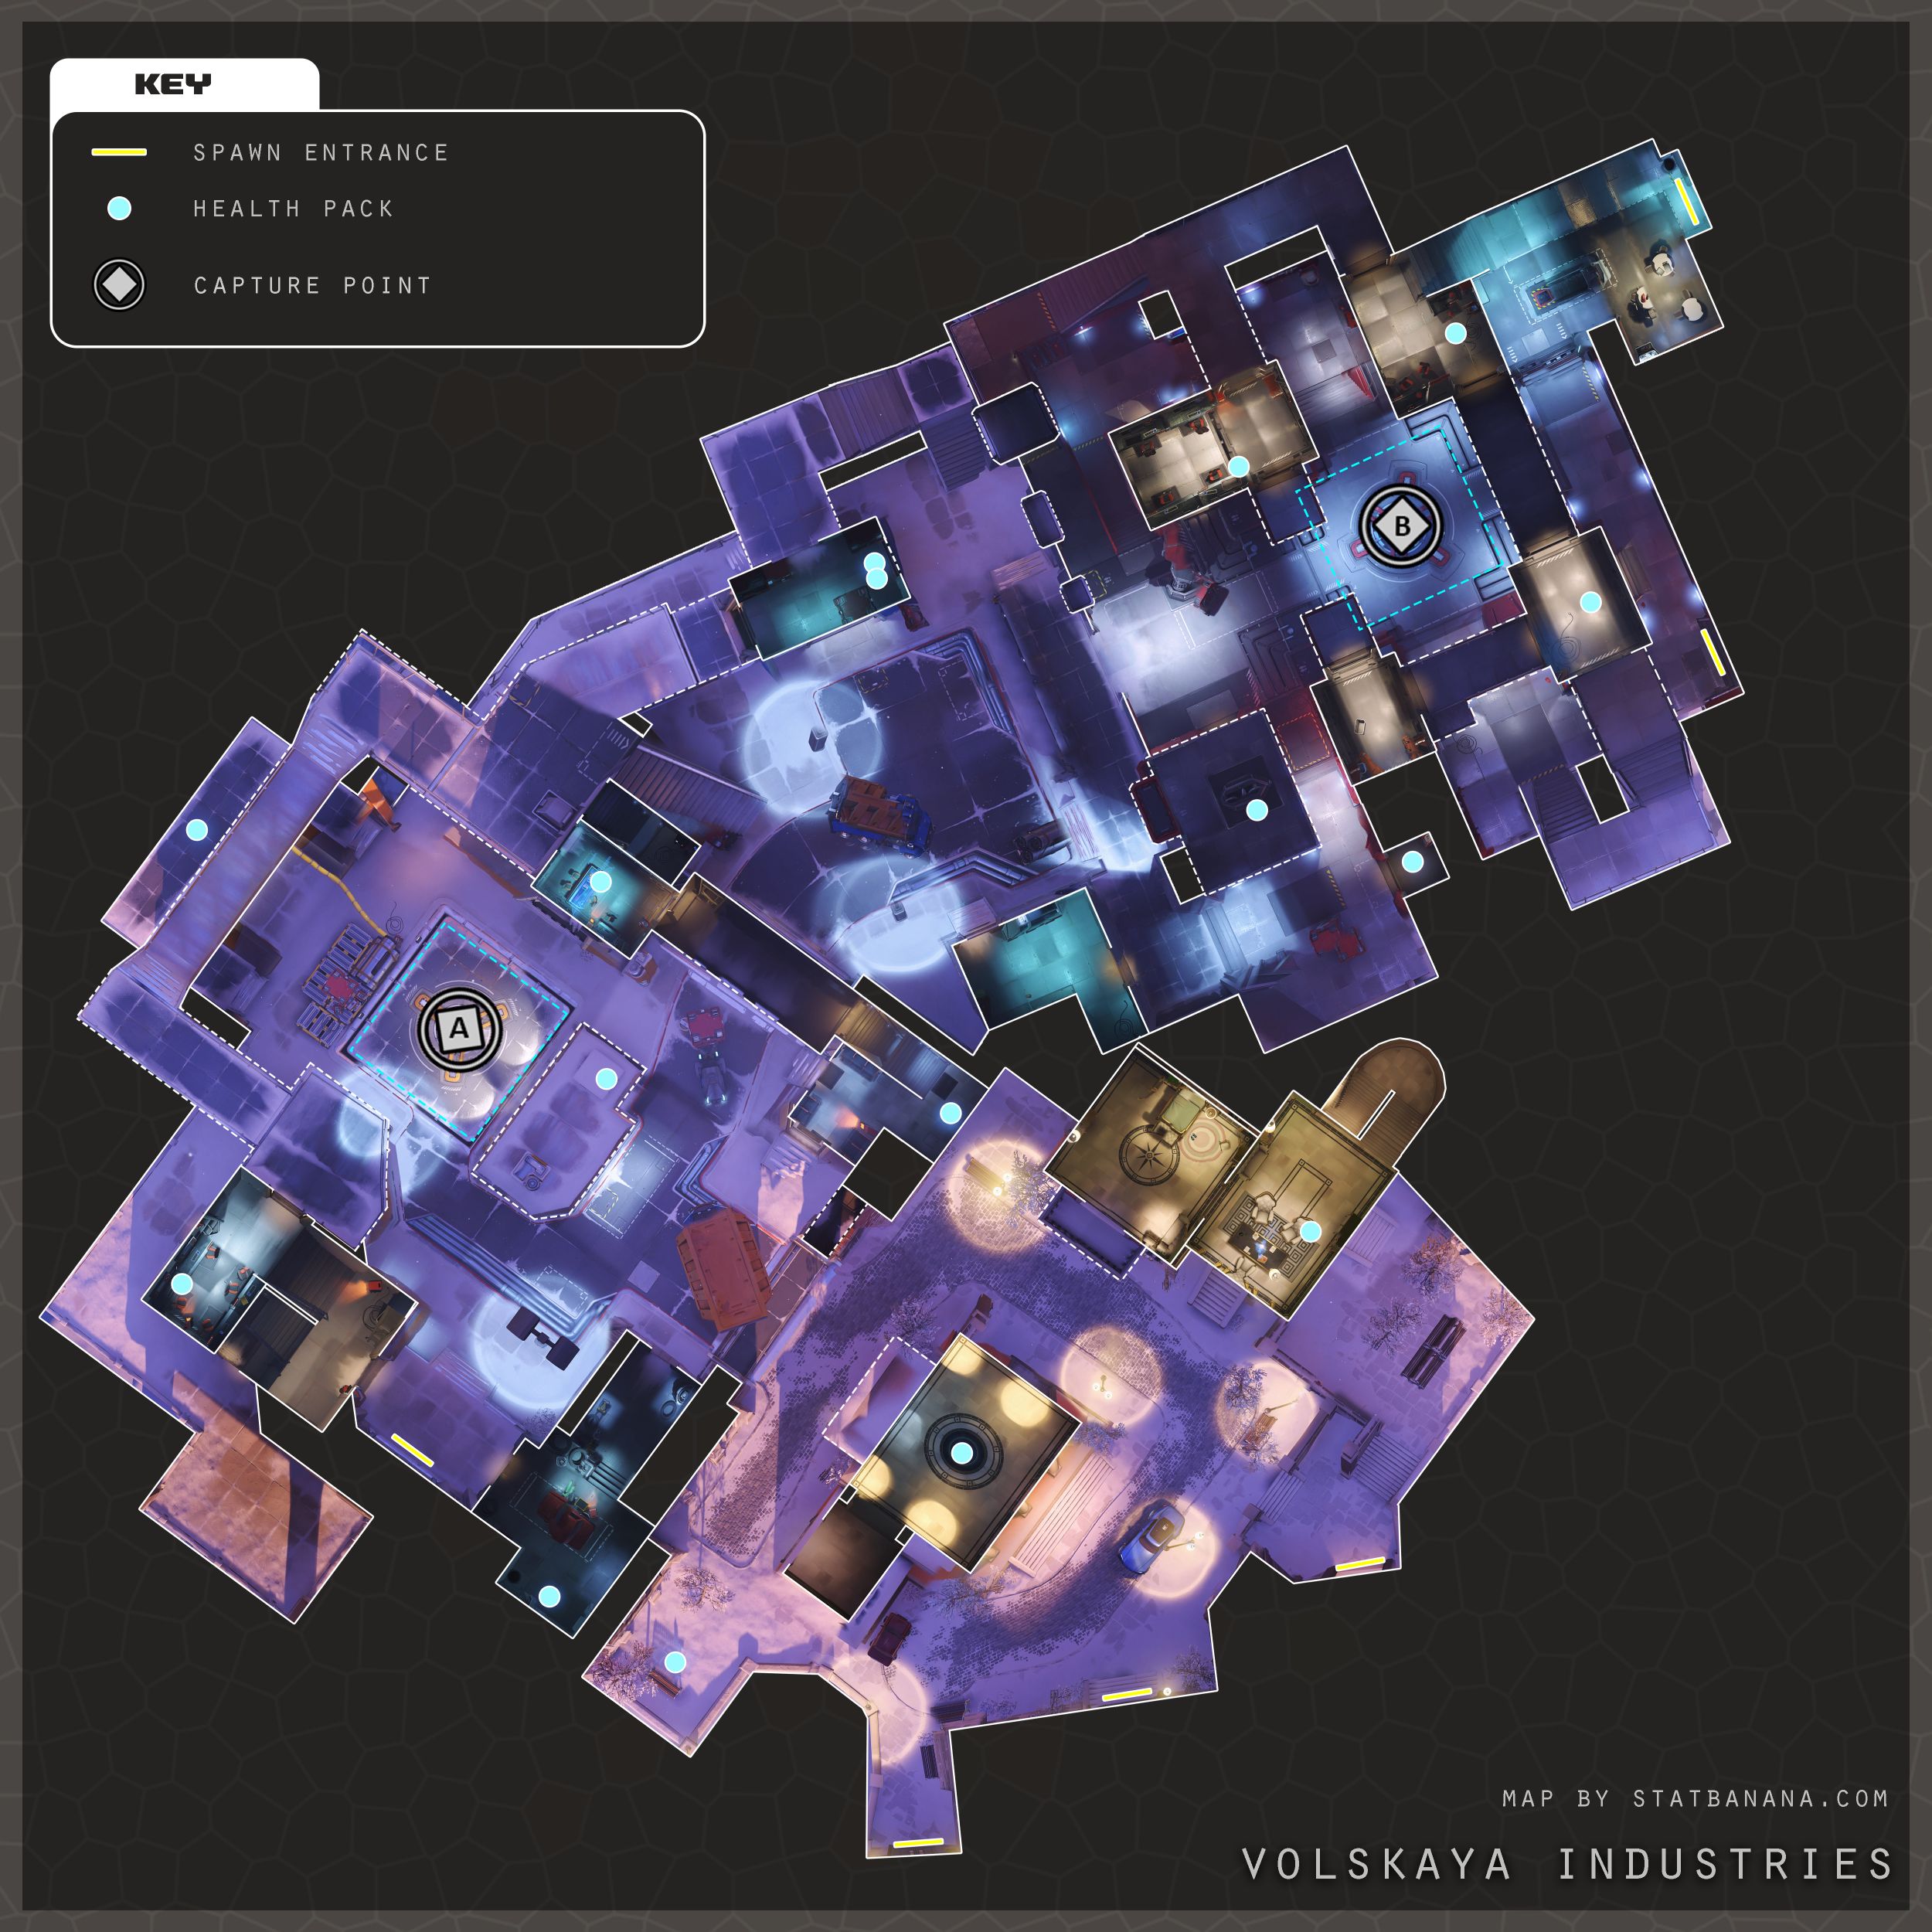 KEY
SPAWN ENTRANCE
HEALTH PACK
CAPTURE POINT
B
A
MAP BY STATBANANA.COM
VOLSKAYA INDUSTRIES